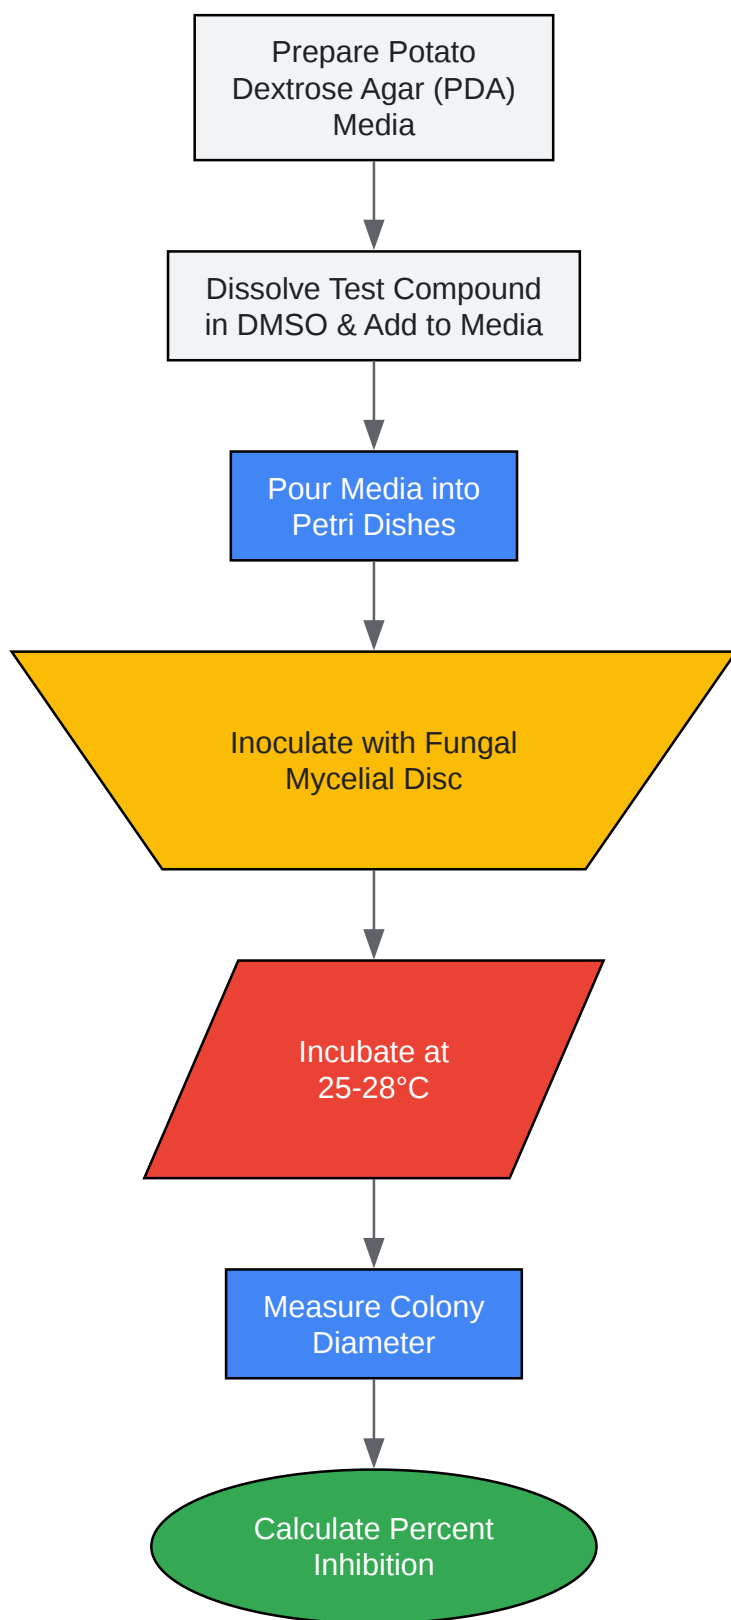 Prepare Potato
Dextrose Agar (PDA)
Media
Dissolve Test Compound
in DMSO & Add to Media
Pour Media into
Petri Dishes
Inoculate with Fungal
Mycelial Disc
Incubate at
25-28°C
Measure Colony
Diameter
Calculate Percent
Inhibition